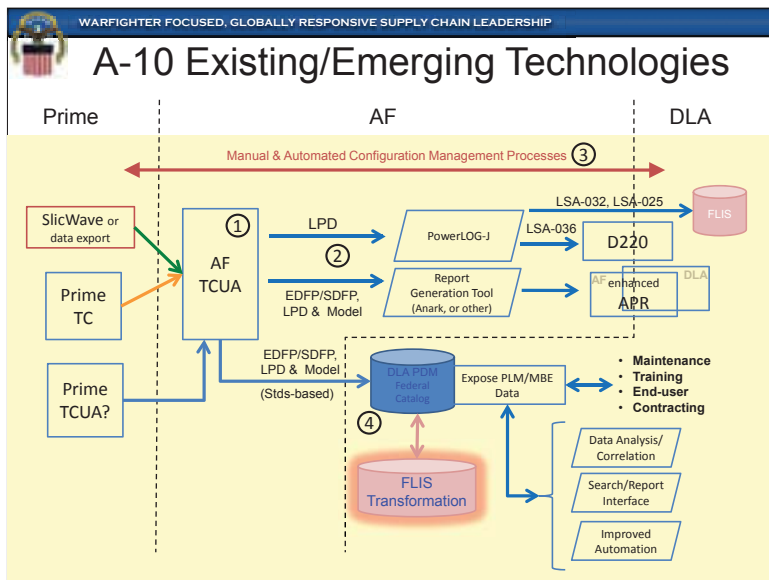 WARFIGHTER FOCUSED, GLOBALLY RESPONSIVE SUPPLY CHAIN LEADERSHIP
A-10 Existing/Emerging Technologies
Prime
AF
DLA
Manual & Automated Configuration Management Processes
3
SlicWave or
data export
Prime
TC
Prime
TCUA?
1
AF
TCUA
LPD
2
EDFP/SDFP,
LPD & Model
PowerLOG-J
Report
Generation Tool
(Anark, or other)
LSA-032, LSA-025
LSA-036
FLIS
D220
AF
DLA
enhanced
APR
EDFP/SDFP,
LPD & Model
(Stds-based)
DLA PDM
Federal
Catalog
4
Expose PLM/MBE
Data
• Maintenance
• Training
• End-user
• Contracting
FLIS
Transformation
Data Analysis/
Correlation
Search/Report
Interface
Improved
Automation